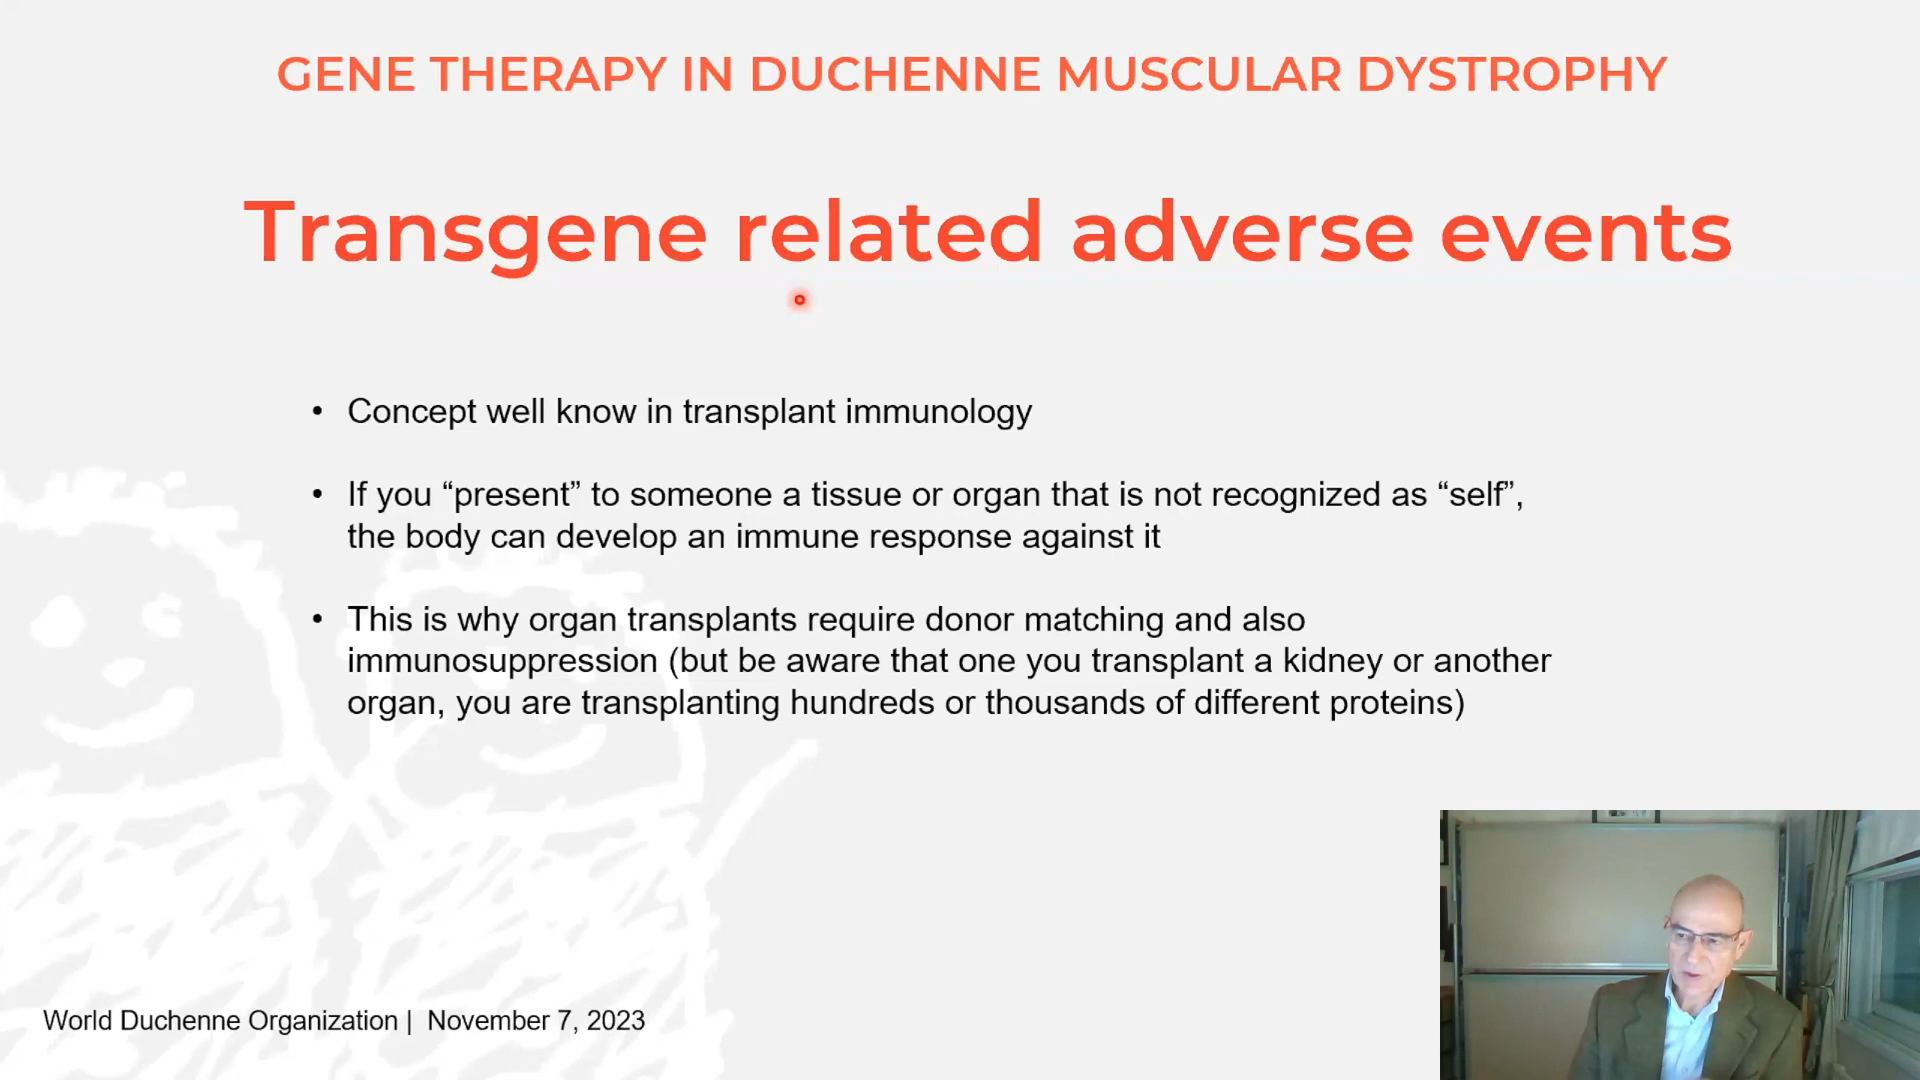 GENE THERAPY IN DUCHENNE MUSCULAR DYSTROPHY
Transgene related adverse events
• Concept well know in transplant immunology
• If you “present” to someone a tissue or organ that is not recognized as “self”,
the body can develop an immune response against it
• This is why organ transplants require donor matching and also
immunosuppression (but be aware that one you transplant a kidney or another
organ, you are transplanting hundreds or thousands of different proteins)
World Duchenne Organization | November 7, 2023